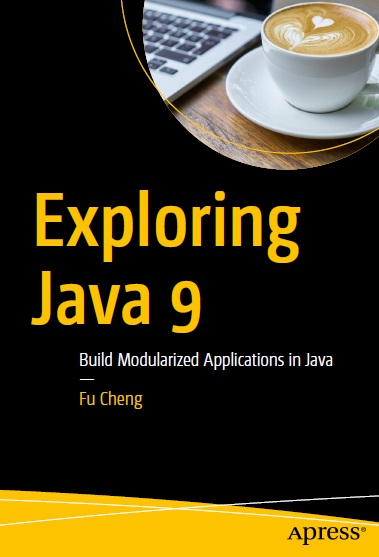 Exploring
Java 9
Build Modularized Applications in Java
Fu Cheng
Apress®